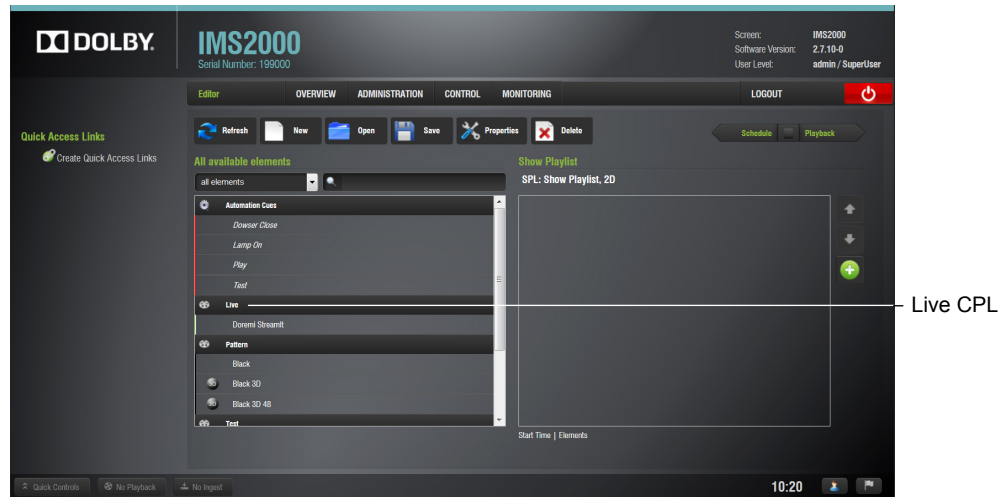 DOLBY.
IMS2000
Serial Number: 199000
Screen: IMS2000
Software Version: 2.7.10-0
User Level: admin / SuperUser
Editor OVERVIEW ADMINISTRATION CONTROL MONITORING LOGOUT
Quick Access Links
Create Quick Access Links
Refresh New Open Save Properties Delete
Schedule Playback
All available elements
all elements
Automation Cues
Dowser Close
Lamp On
Play
Test
Live
Doremi StreamIt
Pattern
Black
3D Black 3D
3D Black 3D 48
Test
Show Playlist
SPL: Show Playlist, 2D
Start Time | Elements
Live CPL
Quick Controls No Playback No Ingest 10:20